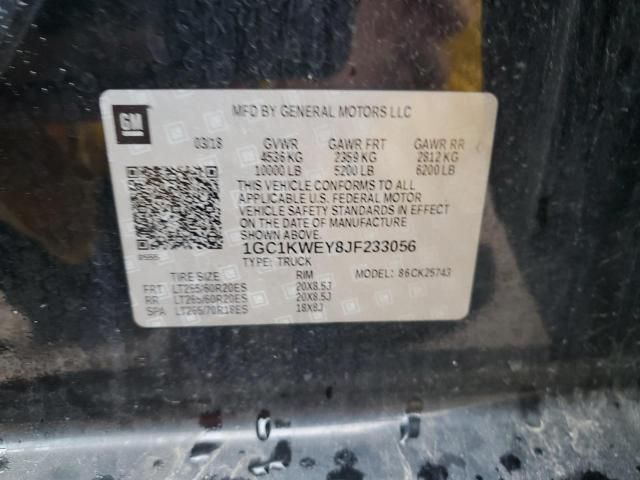 GM
MFD BY GENERAL MOTORS LLC
03/18 GVWR GAWR FRT GAWR RR
4536 KG 2359 KG 2812 KG
10000 LB 5200 LB 6200 LB
THIS VEHICLE CONFORMS TO ALL
APPLICABLE U.S. FEDERAL MOTOR
VEHICLE SAFETY STANDARDS IN EFFECT
ON THE DATE OF MANUFACTURE
SHOWN ABOVE.
1GC1KWEY8JF233056
TYPE: TRUCK
TIRE SIZE RIM MODEL: 86CK25743
FRT LT265/60R20ES 20X8.5J
RR LT265/60R20ES 20X8.5J
SPA LT265/70R18ES 18X8J